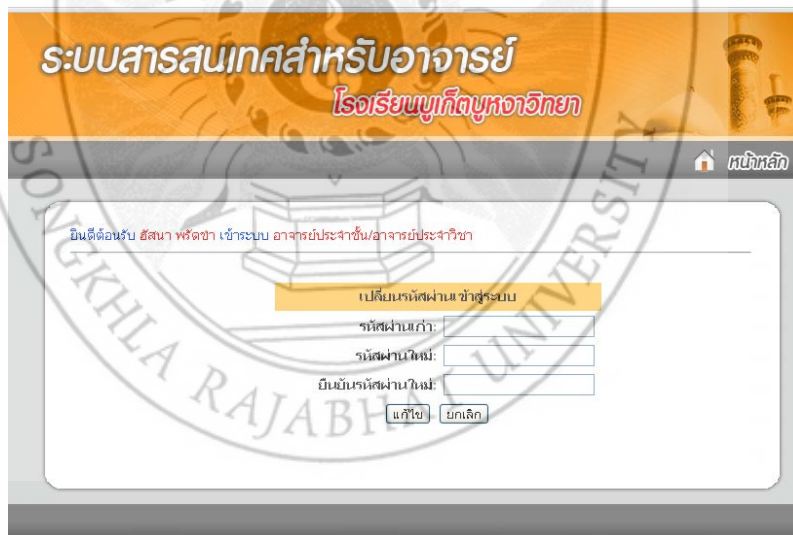 ระบบสารสนเทศสำหรับอาจารย์
โรงเรียนบูเก็ตบูหงาวิทยา
หน้าหลัก
ยินดีต้อนรับ ฮัสนา พรัดชา เข้าระบบ อาจารย์ประจำชั้น/อาจารย์ประจำวิชา
เปลี่ยนรหัสผ่านเข้าสู่ระบบ
รหัสผ่านเก่า:
รหัสผ่านใหม่:
ยืนยันรหัสผ่านใหม่:
แก้ไข ยกเลิก
SONGKHLA RAJABHAT UNIVERSITY